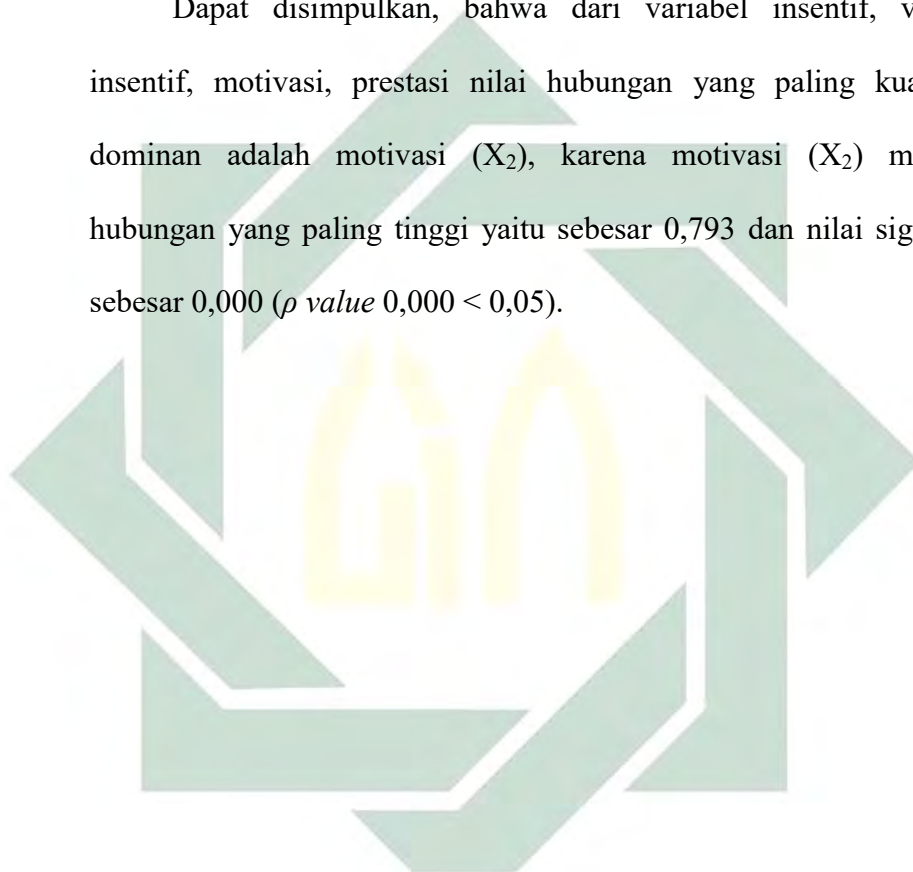 Dapat disimpulkan, bahwa dari variabel insentif,
insentif, motivasi, prestasi nilai hubungan yang paling
dominan adalah motivasi (X₂), karena motivasi (X₂)
hubungan yang paling tinggi yaitu sebesar 0,793 dan nilai
sebesar 0,000 (ρ value 0,000 < 0,05).